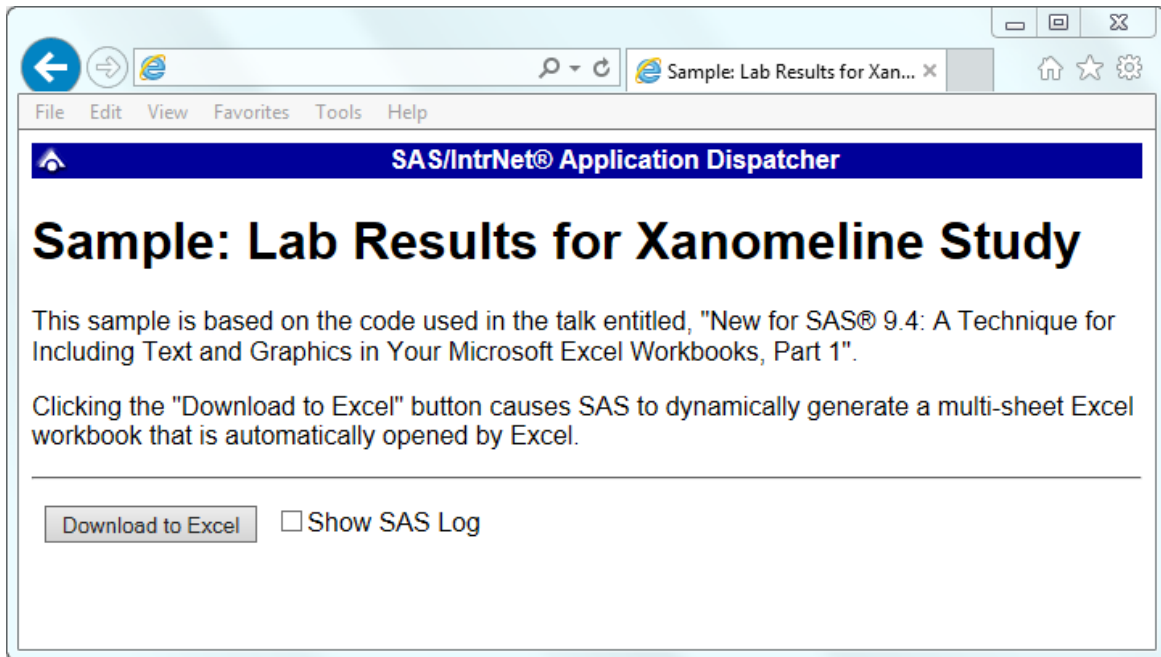 Sample: Lab Results for Xan...
File Edit View Favorites Tools Help
SAS/IntrNet® Application Dispatcher
Sample: Lab Results for Xanomeline Study
This sample is based on the code used in the talk entitled, "New for SAS® 9.4: A Technique for
Including Text and Graphics in Your Microsoft Excel Workbooks, Part 1".
Clicking the "Download to Excel" button causes SAS to dynamically generate a multi-sheet Excel
workbook that is automatically opened by Excel.
Download to Excel Show SAS Log